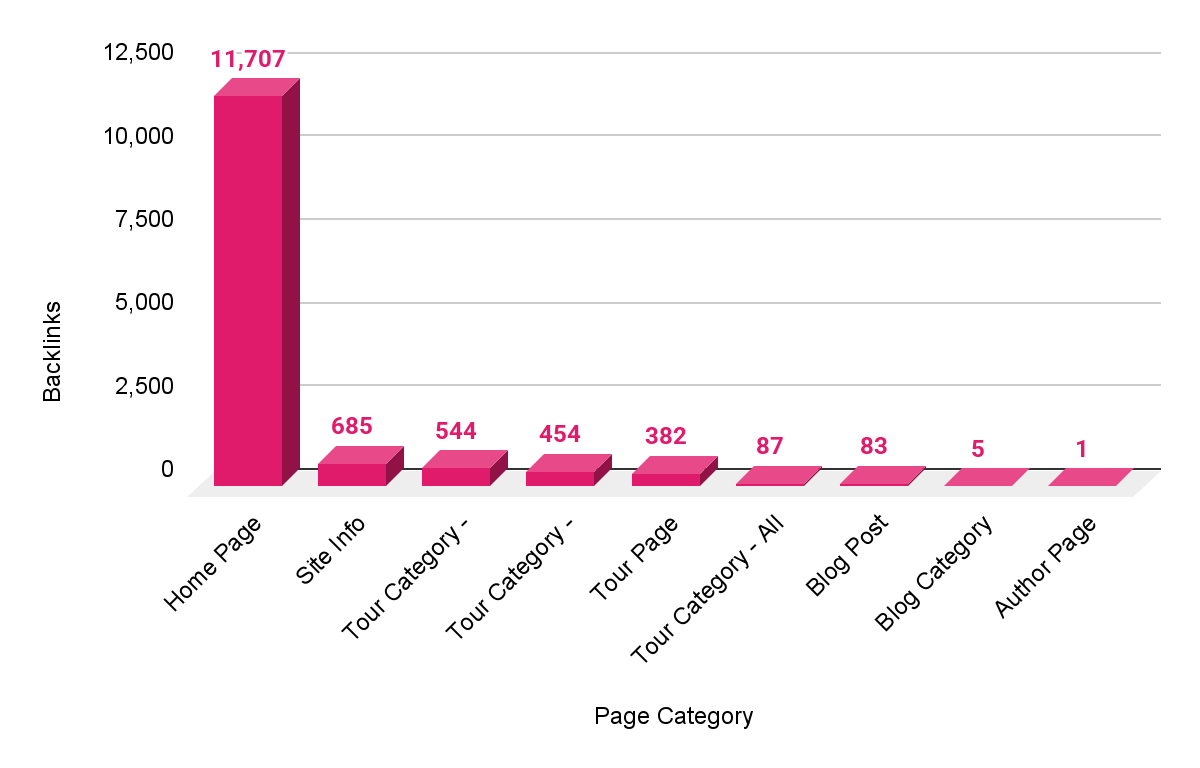 12,500
10,000
7,500
5,000
2,500
0
Backlinks
11,707
685
544
454
382
87
83
5
1
Home Page
Site Info
Tour Category -
Tour Category -
Tour Page
Tour Category - All
Blog Post
Blog Category
Author Page
Page Category